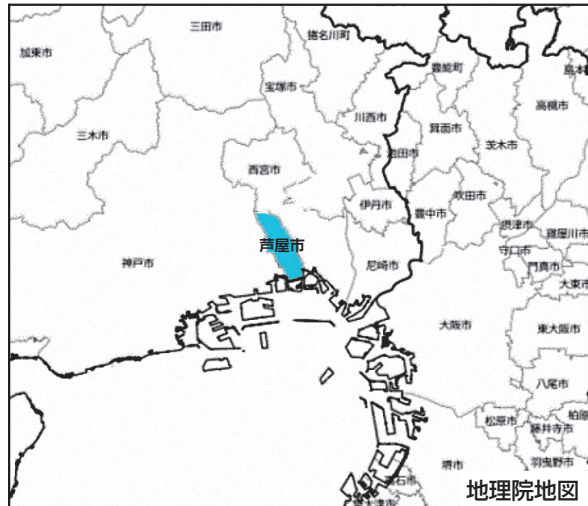 三田市
猪名川町
加東市
豊能町
島本
宝塚市
高槻市
川西市
箕面市
三木市
茨木市
池田市
西宮市
吹田市
伊丹市
豊中市
摂津市
寝屋川市
芦屋市
守口市
神戸市
尼崎市
門真市
大東市
大阪市
東大阪市
八尾市
松原市
柏原
藤井寺市
堺市
羽曳野市
地理院地図